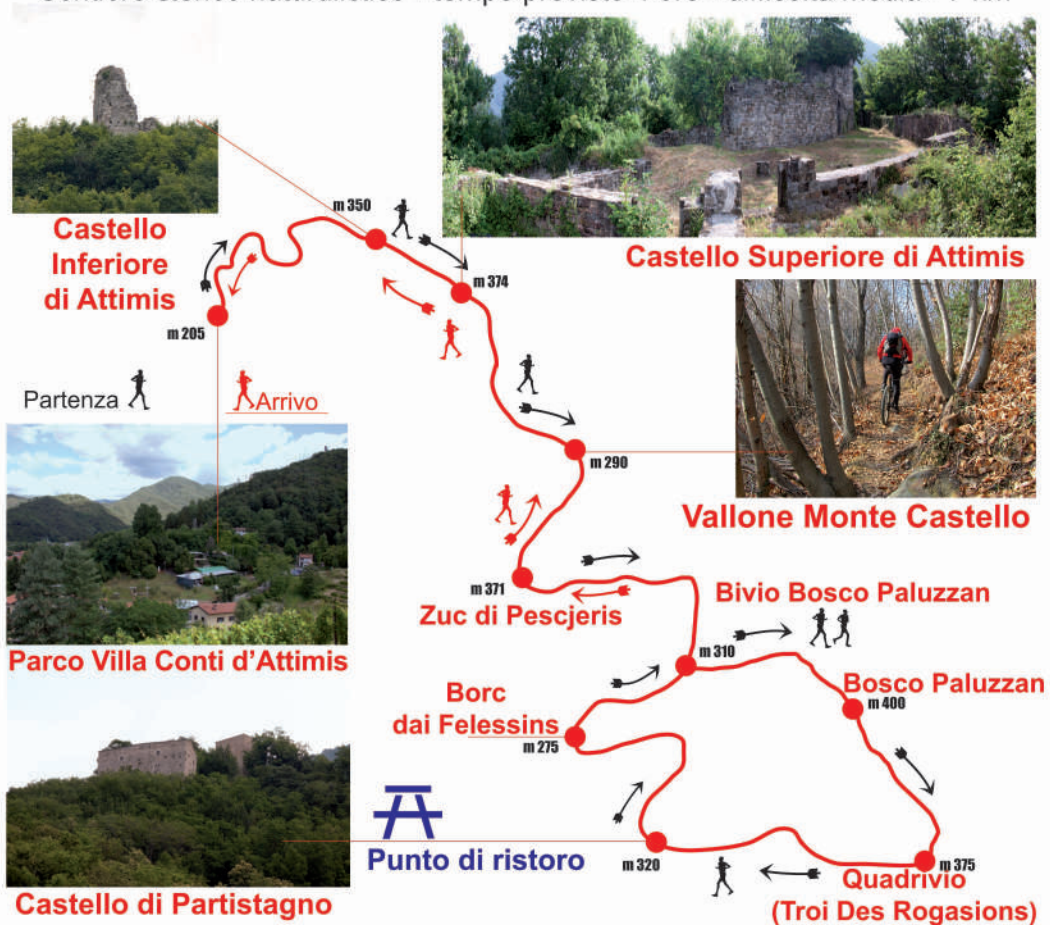 Castello
Inferiore
di Attimis
m 350
m 374
Castello Superiore di Attimis
m 205
Partenza
Arrivo
m 290
Vallone Monte Castello
m 371
Zuc di Pescjeris
Bivio Bosco Paluzzan
Parco Villa Conti d'Attimis
m 310
Borc
dai Felessins
m 275
Bosco Paluzzan
m 400
Punto di ristoro
m 320
m 375
Quadrivio
(Troi Des Rogasions)
Castello di Partistagno